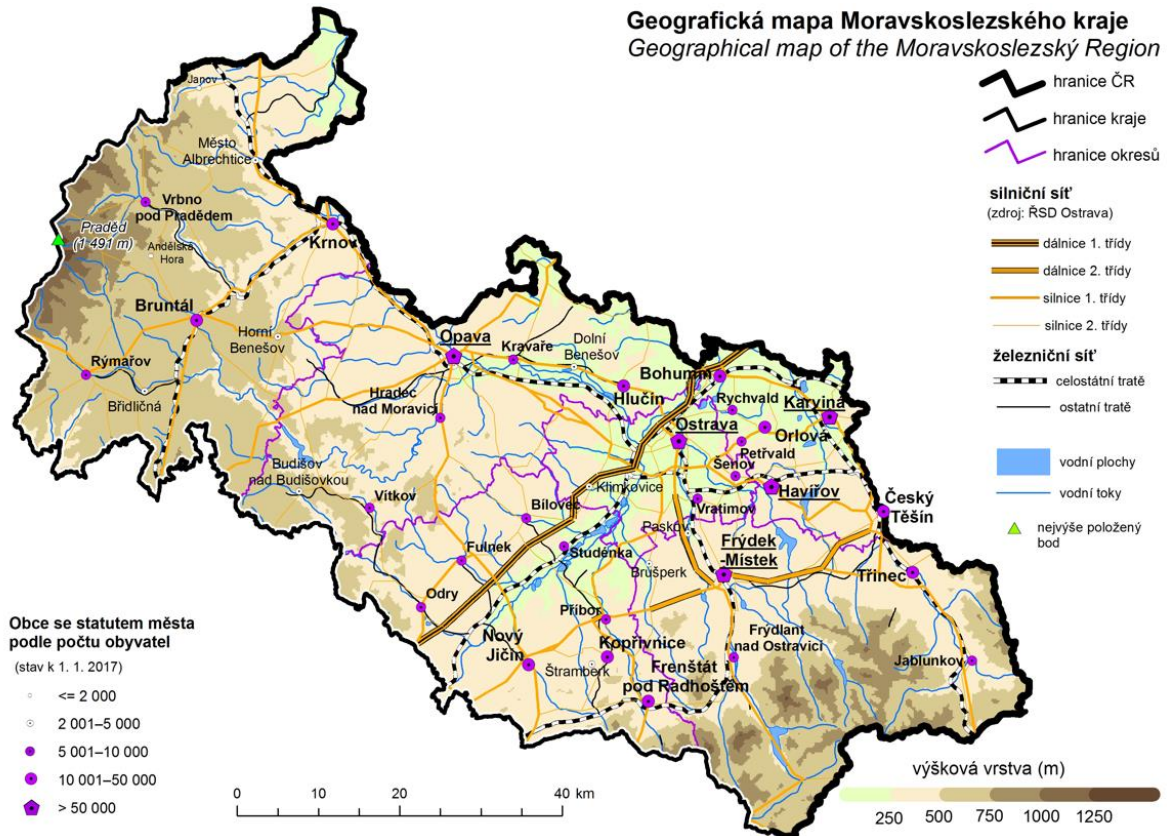 Geografická mapa Moravskoslezského kraje
Geographical map of the Moravskoslezský Region
hranice ČR
hranice kraje
hranice okresů
silniční síť
(zdroj: ŘSD Ostrava)
dálnice 1. třídy
dálnice 2. třídy
silnice 1. třídy
silnice 2. třídy
železniční síť
celostátní tratě
ostatní tratě
vodní plochy
vodní toky
nejvýše položený
bod
Janov
Město
Albrechtice
Vrbno
pod Pradědem
Praděd
(1 491 m)
Andělská
Hora
Krnov
Bruntál
Horní
Benešov
Rýmařov
Břidličná
Opava
Kravaře
Dolní
Benešov
Hlučín
Bohumín
Rychvald
Karviná
Hradec
nad Moravicí
Ostrava
Orlová
Petřvald
Šenov
Havířov
Budišov
nad Budišovkou
Vítkov
Klimkovice
Bílovec
Vratimov
Český
Těšín
Paskov
Fulnek
Studénka
Brušperk
Frýdek
-Místek
Třinec
Odry
Příbor
Nový
Jičín
Kopřivnice
Štramberk
Frýdlant
nad Ostravicí
Frenštát
pod Radhoštěm
Jablunkov
Obce se statutem města
podle počtu obyvatel
(stav k 1. 1. 2017)
<= 2 000
2 001–5 000
5 001–10 000
10 001–50 000
> 50 000
0 10 20 40 km
výšková vrstva (m)
250 500 750 1000 1250